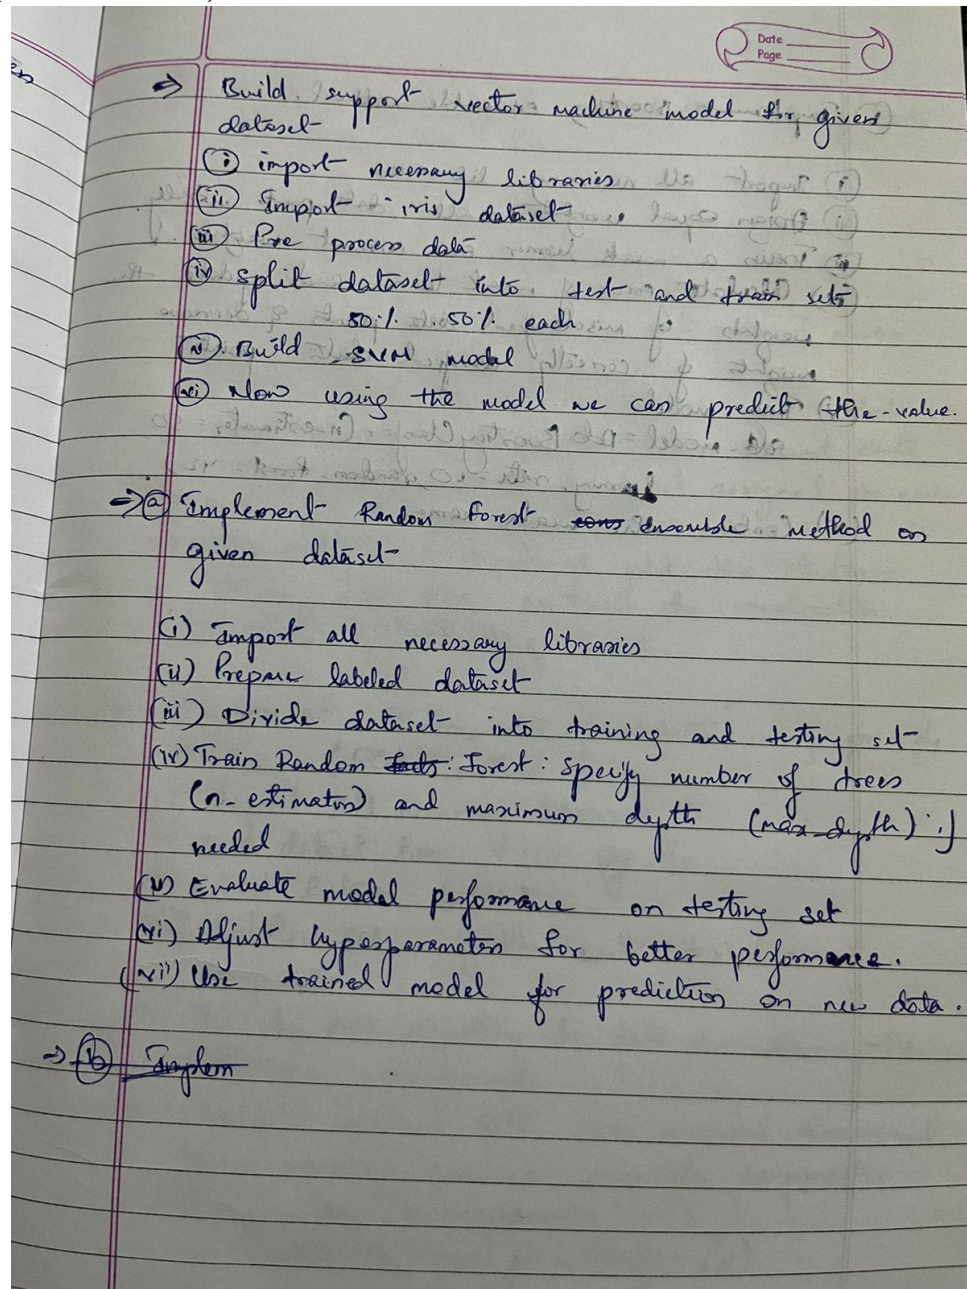 Date
Page
⇒ Build support vector machine model for given
dataset
(i) import necessary libraries
(ii) Import iris dataset
(iii) Pre process data
(iv) split dataset into test and train sets
50% 50% each
(v) Build SVM model
(vi) Now using the model we can predict the value.
⇒ (a) Implement Random Forest ensemble method on
given dataset
(i) Import all necessary libraries
(ii) Prepare labeled dataset
(iii) Divide dataset into training and testing set
(iv) Train Random Forest : Specify number of trees
(n_estimators) and maximum depth (max_depth) if
needed
(v) Evaluate model performance on testing set
(vi) Adjust hyperparameters for better performance.
(vii) Use trained model for prediction on new data.
⇒ (b) Implem